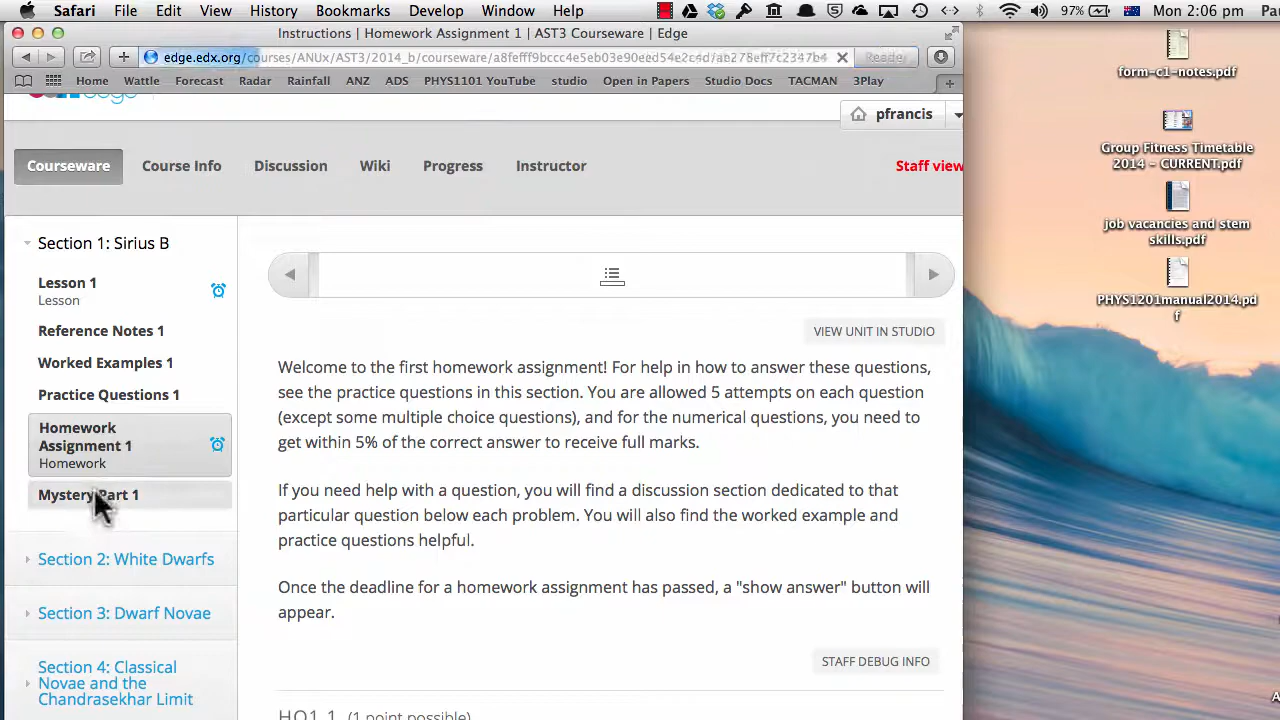 Safari File Edit View History Bookmarks Develop Window Help 97% Mon 2:06 pm
Instructions | Homework Assignment 1 | AST3 Courseware | Edge
edge.edx.org/courses/ANUx/AST3/2014_b/courseware/a8fefff9bccc4e5eb03e90eed54e2c4d/ab278eff7c2347b4 Reader
Home Wattle Forecast Radar Rainfall ANZ ADS PHYS1101 YouTube studio Open in Papers Studio Docs TACMAN 3Play
pfrancis
Courseware Course Info Discussion Wiki Progress Instructor Staff view
Section 1: Sirius B
Lesson 1
Lesson
Reference Notes 1
Worked Examples 1
Practice Questions 1
Homework
Assignment 1
Homework
Mystery Part 1
Section 2: White Dwarfs
Section 3: Dwarf Novae
Section 4: Classical
Novae and the
Chandrasekhar Limit
VIEW UNIT IN STUDIO
Welcome to the first homework assignment! For help in how to answer these questions,
see the practice questions in this section. You are allowed 5 attempts on each question
(except some multiple choice questions), and for the numerical questions, you need to
get within 5% of the correct answer to receive full marks.
If you need help with a question, you will find a discussion section dedicated to that
particular question below each problem. You will also find the worked example and
practice questions helpful.
Once the deadline for a homework assignment has passed, a "show answer" button will
appear.
STAFF DEBUG INFO
HO1.1 (1 point possible)
form-c1-notes.pdf
Group Fitness Timetable
2014 - CURRENT.pdf
job vacancies and stem
skills.pdf
PHYS1201manual2014.pd
f